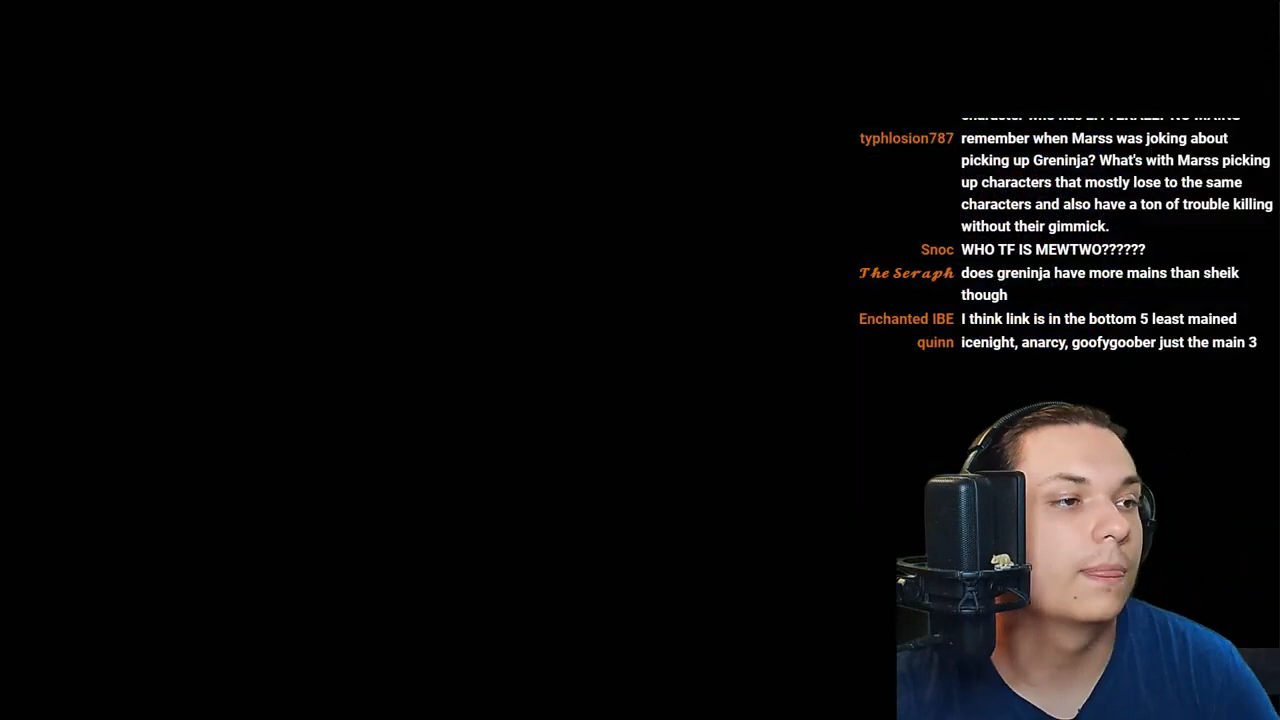 typhlosion787 remember when Marss was joking about
picking up Greninja? What's with Marss picking
up characters that mostly lose to the same
characters and also have a ton of trouble killing
without their gimmick.
Snoc WHO TF IS MEWTWO??????
𝓣𝓱𝓮 𝓢𝓮𝓻𝓪𝓹𝓱 does greninja have more mains than sheik
though
Enchanted IBE I think link is in the bottom 5 least mained
quinn icenight, anarcy, goofygoober just the main 3